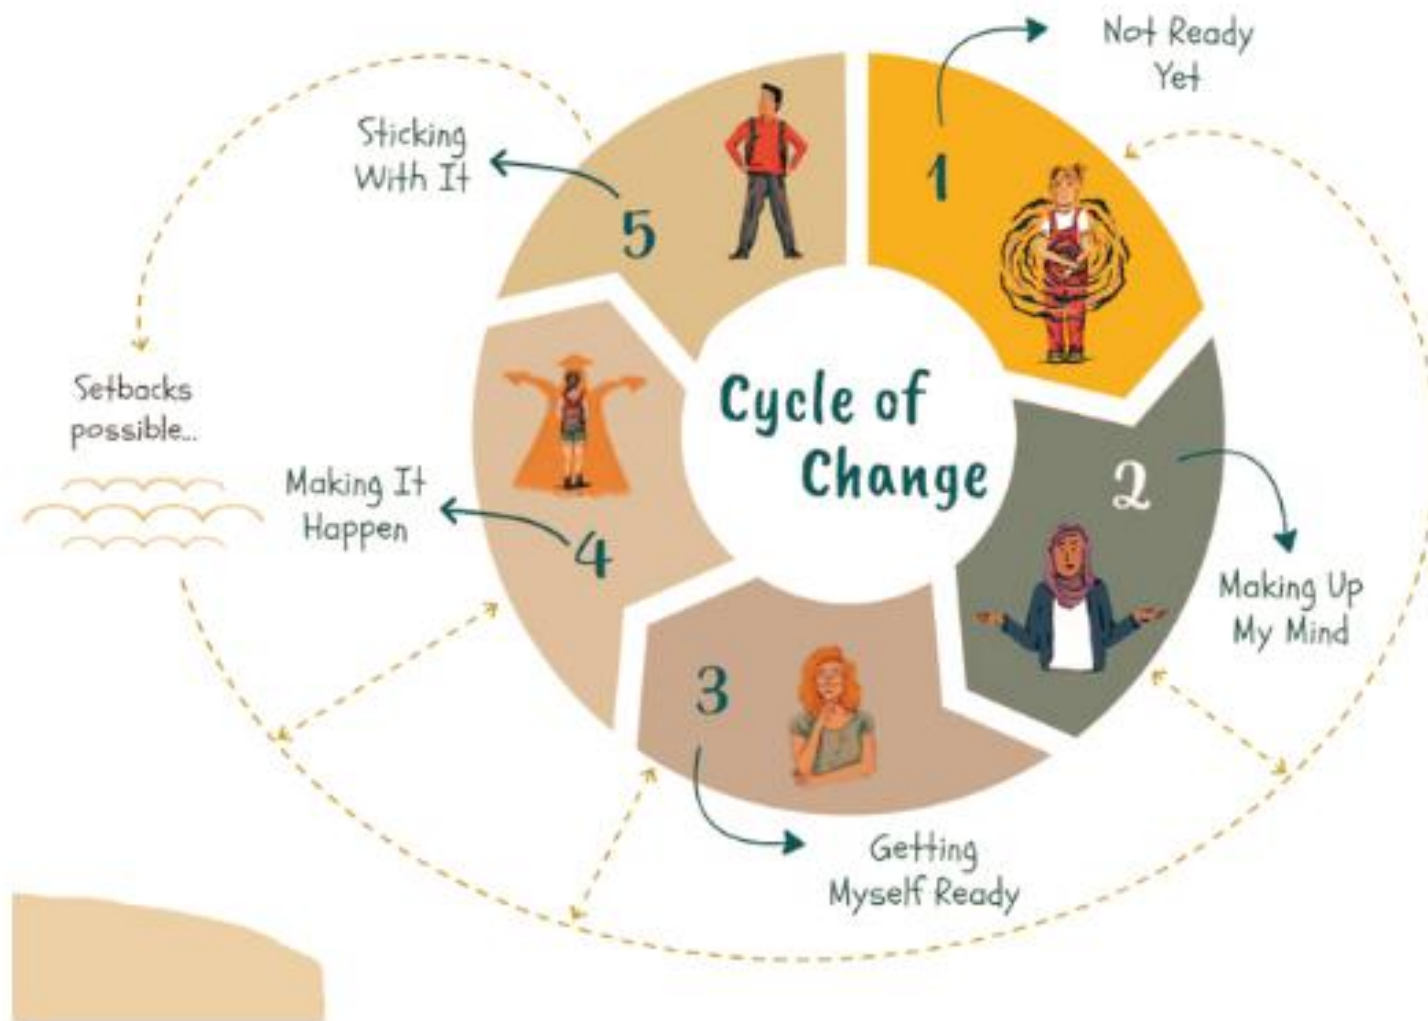 Not Ready
Yet
1
Sticking
With It
5
Setbacks
possible...
Cycle of
Change
2
Making It
Happen
4
Making Up
My Mind
3
Getting
Myself Ready